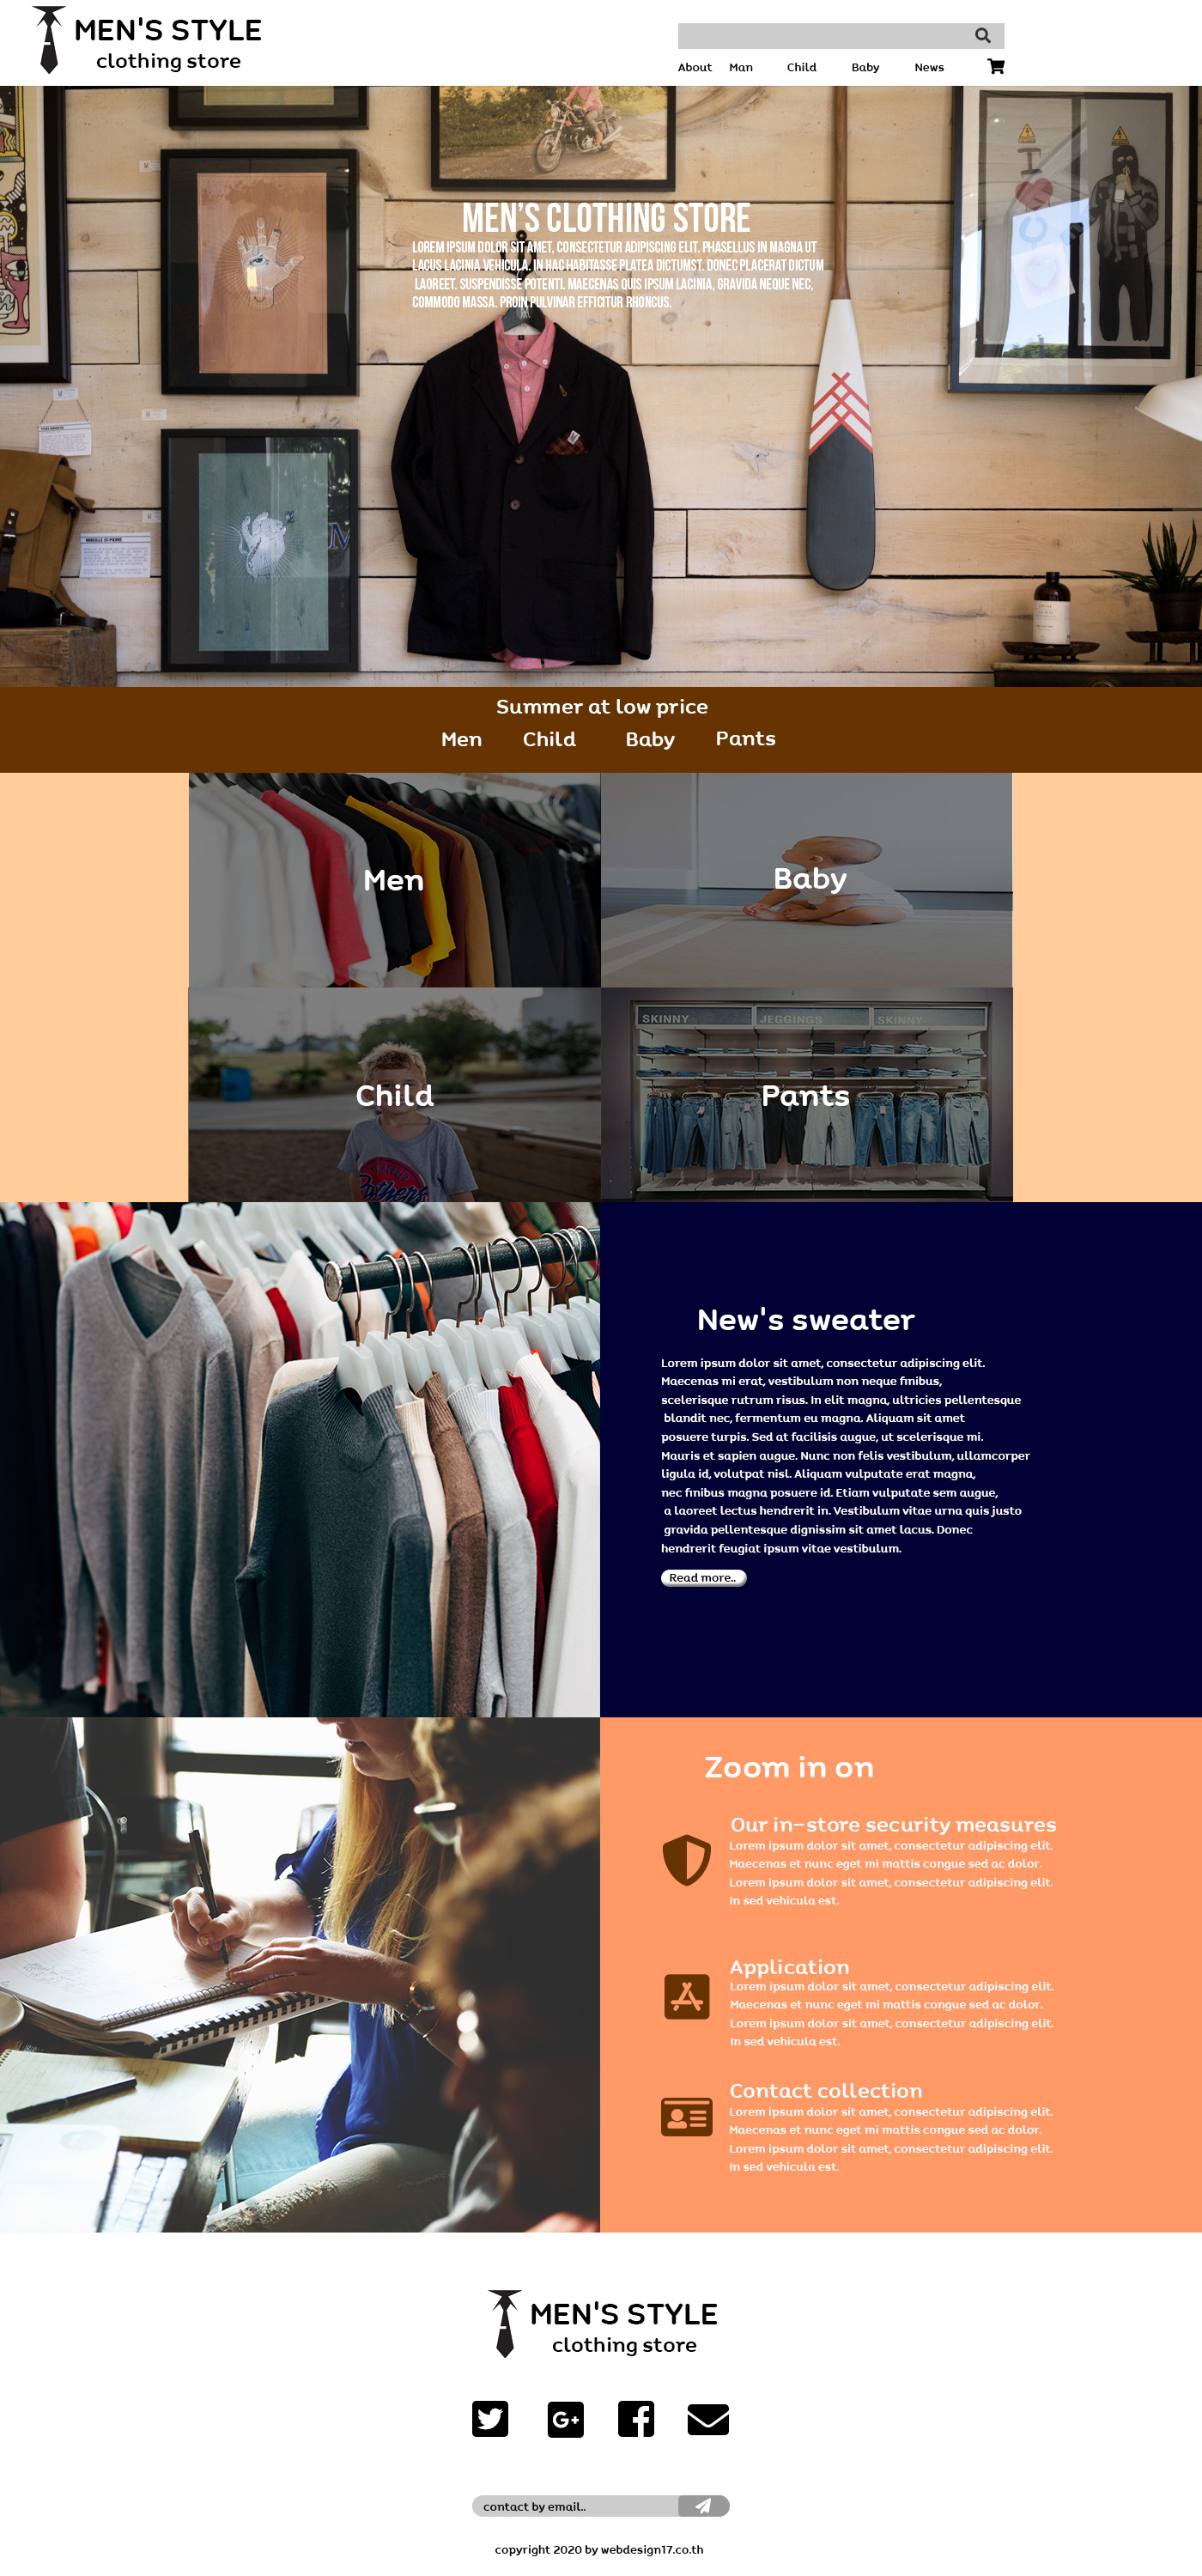 MEN'S STYLE
clothing store
About Man Child Baby News
MEN'S CLOTHING STORE
LOREM IPSUM DOLOR SIT AMET, CONSECTETUR ADIPISCING ELIT. PHASELLUS IN MAGNA UT
LACUS LACINIA VEHICULA. IN HAC HABITASSE PLATEA DICTUMST. DONEC PLACERAT DICTUM
LAOREET. SUSPENDISSE POTENTI. MAECENAS QUIS IPSUM LACINIA, GRAVIDA NEQUE NEC,
COMMODO MASSA. PROIN PULVINAR EFFICITUR RHONCUS.
Summer at low price
Men Child Baby Pants
Men
Baby
SKINNY JEGGINGS SKINNY
Child
Pants
New's sweater
Lorem ipsum dolor sit amet, consectetur adipiscing elit.
Maecenas mi erat, vestibulum non neque finibus,
scelerisque rutrum risus. In elit magna, ultricies pellentesque
blandit nec, fermentum eu magna. Aliquam sit amet
posuere turpis. Sed at facilisis augue, ut scelerisque mi.
Mauris et sapien augue. Nunc non felis vestibulum, ullamcorper
ligula id, volutpat nisl. Aliquam vulputate erat magna,
nec finibus magna posuere id. Etiam vulputate sem augue,
a laoreet lectus hendrerit in. Vestibulum vitae urna quis justo
gravida pellentesque dignissim sit amet lacus. Donec
hendrerit feugiat ipsum vitae vestibulum.
Read more..
Zoom in on
Our in-store security measures
Lorem ipsum dolor sit amet, consectetur adipiscing elit.
Maecenas et nunc eget mi mattis congue sed ac dolor.
Lorem ipsum dolor sit amet, consectetur adipiscing elit.
In sed vehicula est.
Application
Lorem ipsum dolor sit amet, consectetur adipiscing elit.
Maecenas et nunc eget mi mattis congue sed ac dolor.
Lorem ipsum dolor sit amet, consectetur adipiscing elit.
In sed vehicula est.
Contact collection
Lorem ipsum dolor sit amet, consectetur adipiscing elit.
Maecenas et nunc eget mi mattis congue sed ac dolor.
Lorem ipsum dolor sit amet, consectetur adipiscing elit.
In sed vehicula est.
MEN'S STYLE
clothing store
G+
contact by email..
copyright 2020 by webdesign17.co.th